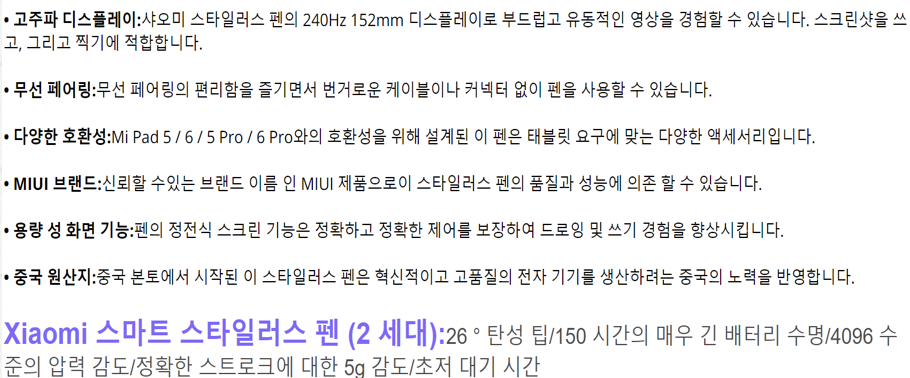 • 고주파 디스플레이:샤오미 스타일러스 펜의 240Hz 152mm 디스플레이로 부드럽고 유동적인 영상을 경험할 수 있습니다. 스크린샷을 쓰
고, 그리고 찍기에 적합합니다.
• 무선 페어링:무선 페어링의 편리함을 즐기면서 번거로운 케이블이나 커넥터 없이 펜을 사용할 수 있습니다.
• 다양한 호환성:Mi Pad 5 / 6 / 5 Pro / 6 Pro와의 호환성을 위해 설계된 이 펜은 태블릿 요구에 맞는 다양한 액세서리입니다.
• MIUI 브랜드:신뢰할 수있는 브랜드 이름 인 MIUI 제품으로이 스타일러스 펜의 품질과 성능에 의존 할 수 있습니다.
• 용량 성 화면 기능:펜의 정전식 스크린 기능은 정확하고 정확한 제어를 보장하여 드로잉 및 쓰기 경험을 향상시킵니다.
• 중국 원산지:중국 본토에서 시작된 이 스타일러스 펜은 혁신적이고 고품질의 전자 기기를 생산하려는 중국의 노력을 반영합니다.
Xiaomi 스마트 스타일러스 펜 (2 세대):26 ° 탄성 팁/150 시간의 매우 긴 배터리 수명/4096 수
준의 압력 감도/정확한 스트로크에 대한 5g 감도/초저 대기 시간